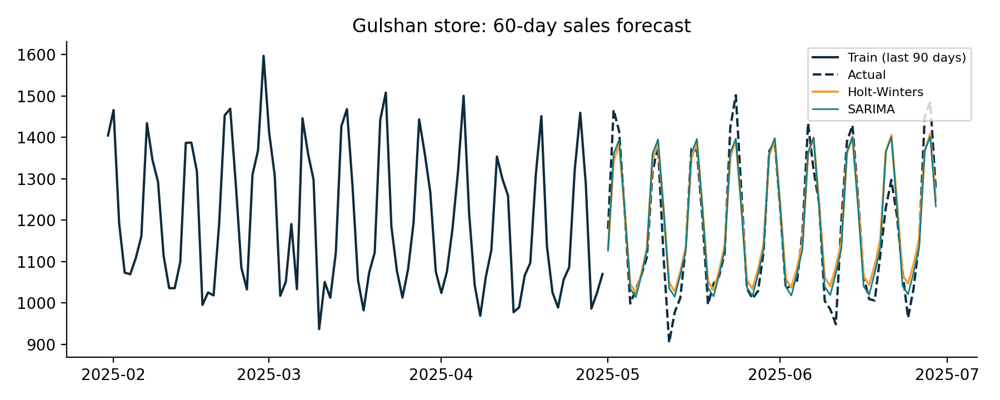 Gulshan store: 60-day sales forecast
1600
1500
1400
1300
1200
1100
1000
900
Train (last 90 days)
Actual
Holt-Winters
SARIMA
2025-02 2025-03 2025-04 2025-05 2025-06 2025-07